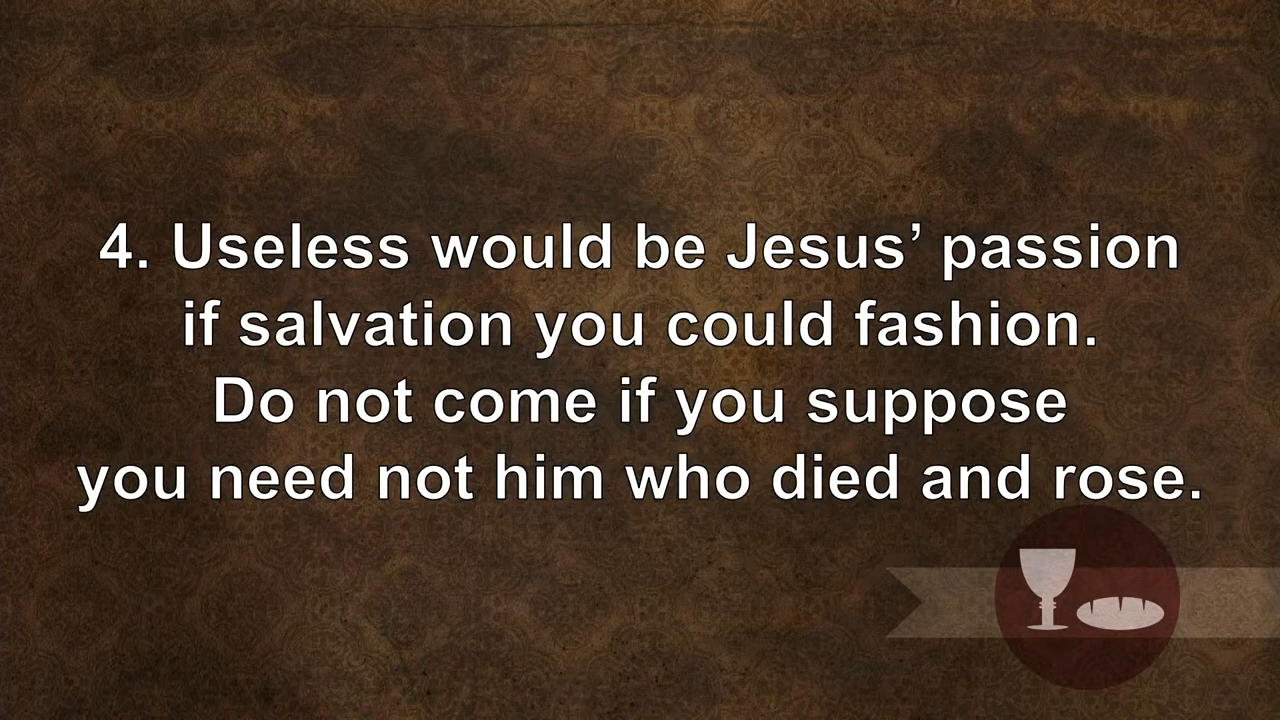 4. Useless would be Jesus’ passion
if salvation you could fashion.
Do not come if you suppose
you need not him who died and rose.